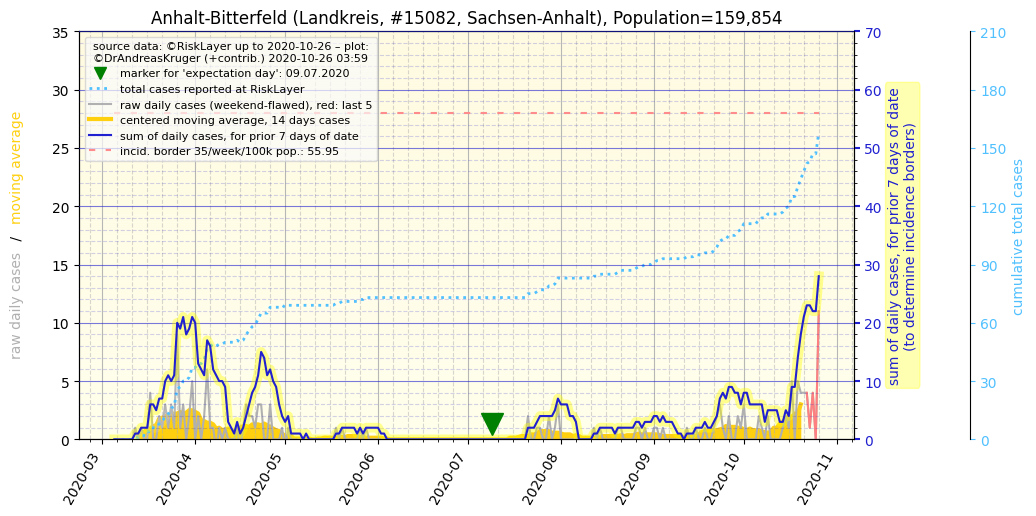 Anhalt-Bitterfeld (Landkreis, #15082, Sachsen-Anhalt), Population=159,854
source data: ©RiskLayer up to 2020-10-26 – plot:
©DrAndreasKruger (+contrib.) 2020-10-26 03:59
marker for 'expectation day': 09.07.2020
total cases reported at RiskLayer
raw daily cases (weekend-flawed), red: last 5
centered moving average, 14 days cases
sum of daily cases, for prior 7 days of date
incid. border 35/week/100k pop.: 55.95
raw daily cases / moving average
35
30
25
20
15
10
5
0
70
60
50
40
30
20
10
0
sum of daily cases, for prior 7 days of date
(to determine incidence borders)
210
180
150
120
90
60
30
0
cumulative total cases
2020-03
2020-04
2020-05
2020-06
2020-07
2020-08
2020-09
2020-10
2020-11